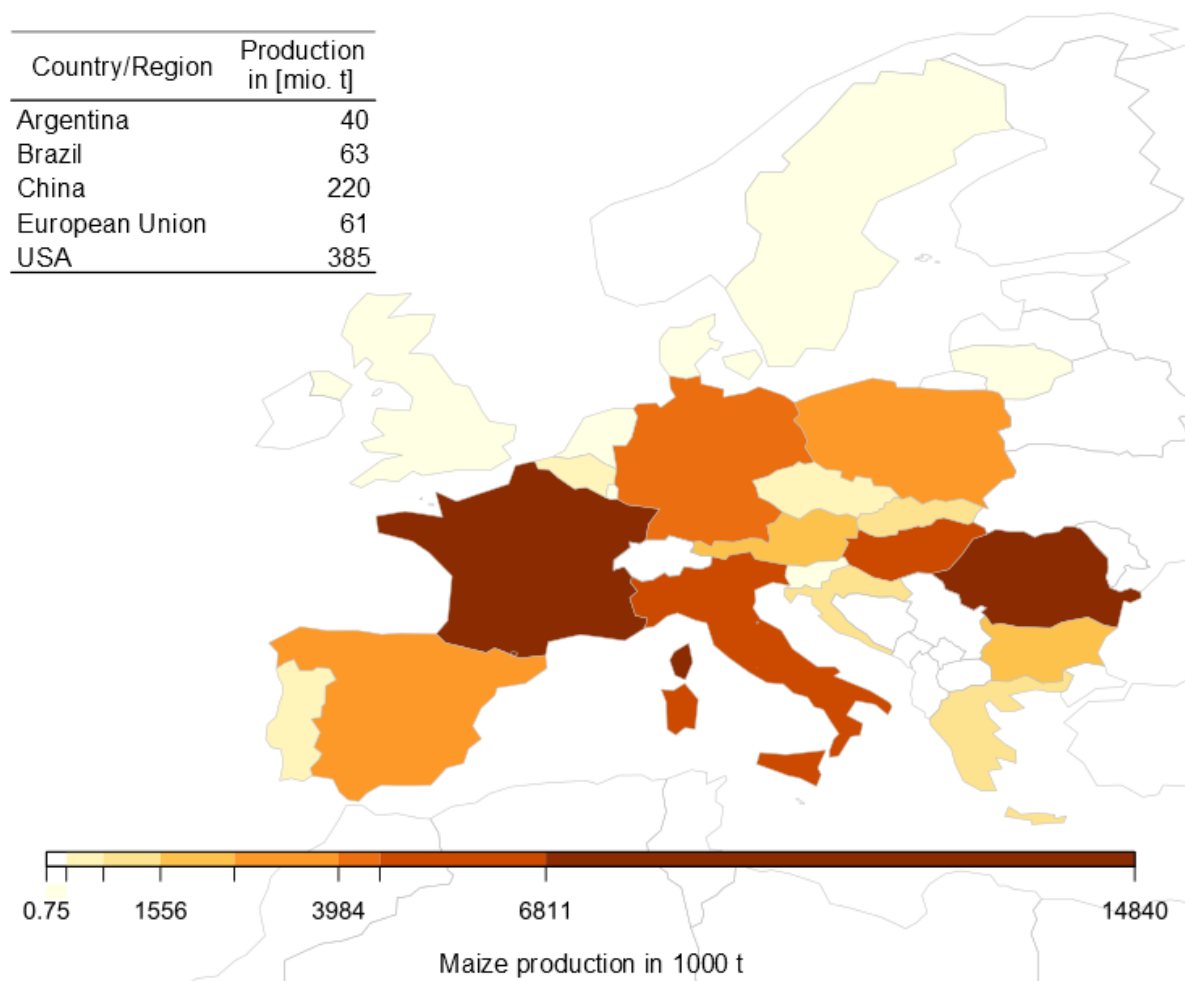 Country/Region Production in [mio. t]
Argentina 40
Brazil 63
China 220
European Union 61
USA 385
0.75 1556 3984 6811 14840
Maize production in 1000 t